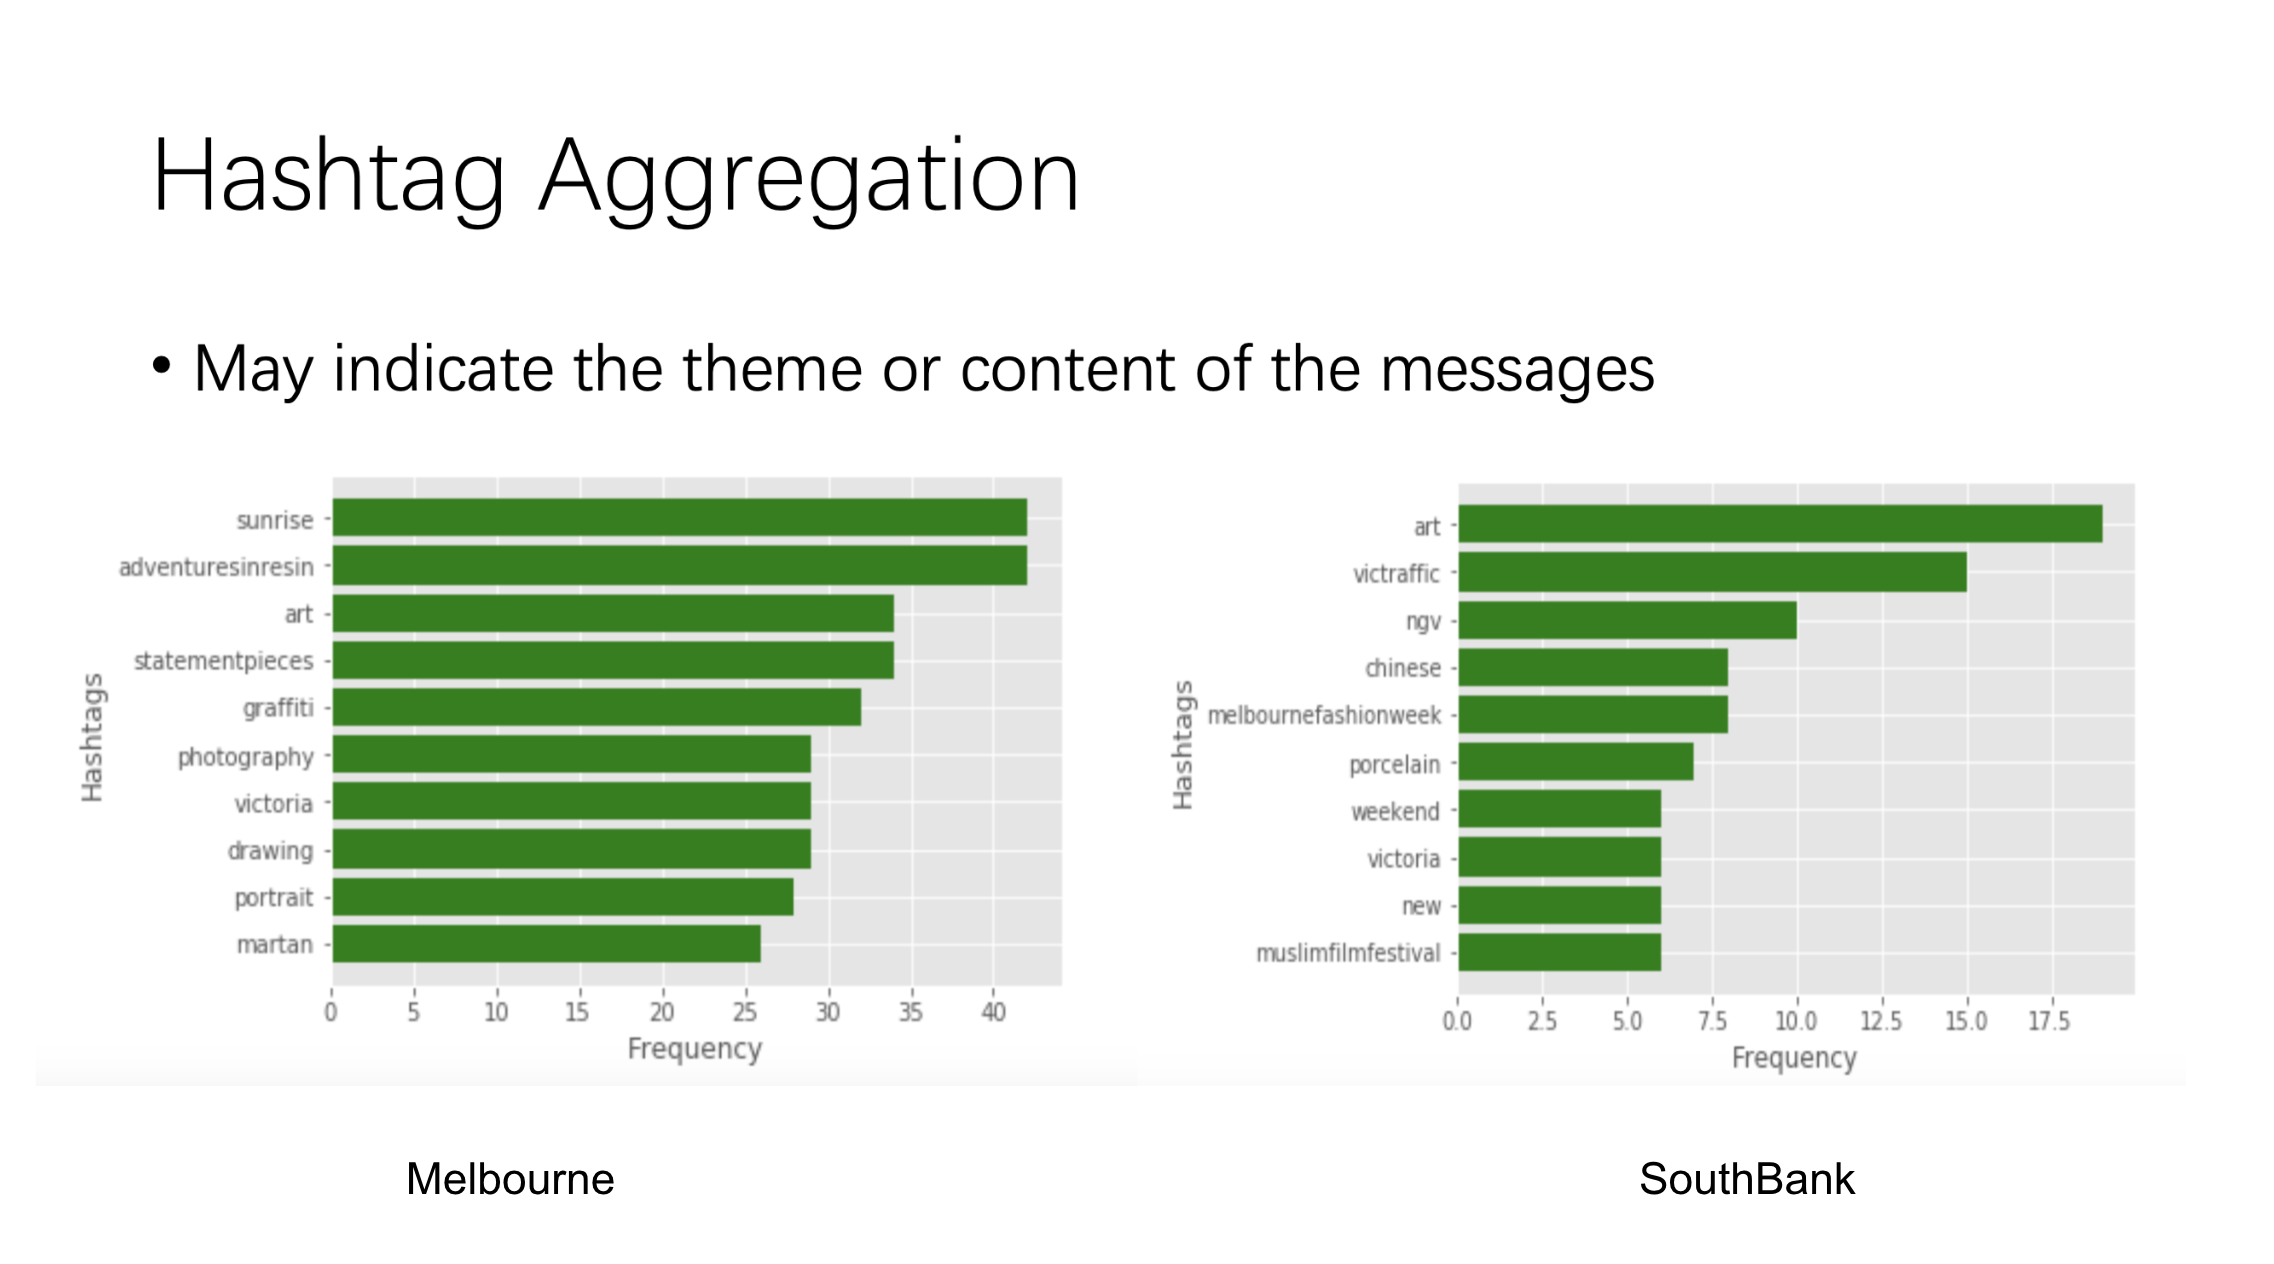 Hashtag Aggregation
• May indicate the theme or content of the messages
Hashtags
sunrise
adventuresinresin
art
statementpieces
graffiti
photography
victoria
drawing
portrait
martan
0 5 10 15 20 25 30 35 40
Frequency
Melbourne
Hashtags
art
victraffic
ngv
chinese
melbournefashionweek
porcelain
weekend
victoria
new
muslimfilmfestival
0.0 2.5 5.0 7.5 10.0 12.5 15.0 17.5
Frequency
SouthBank